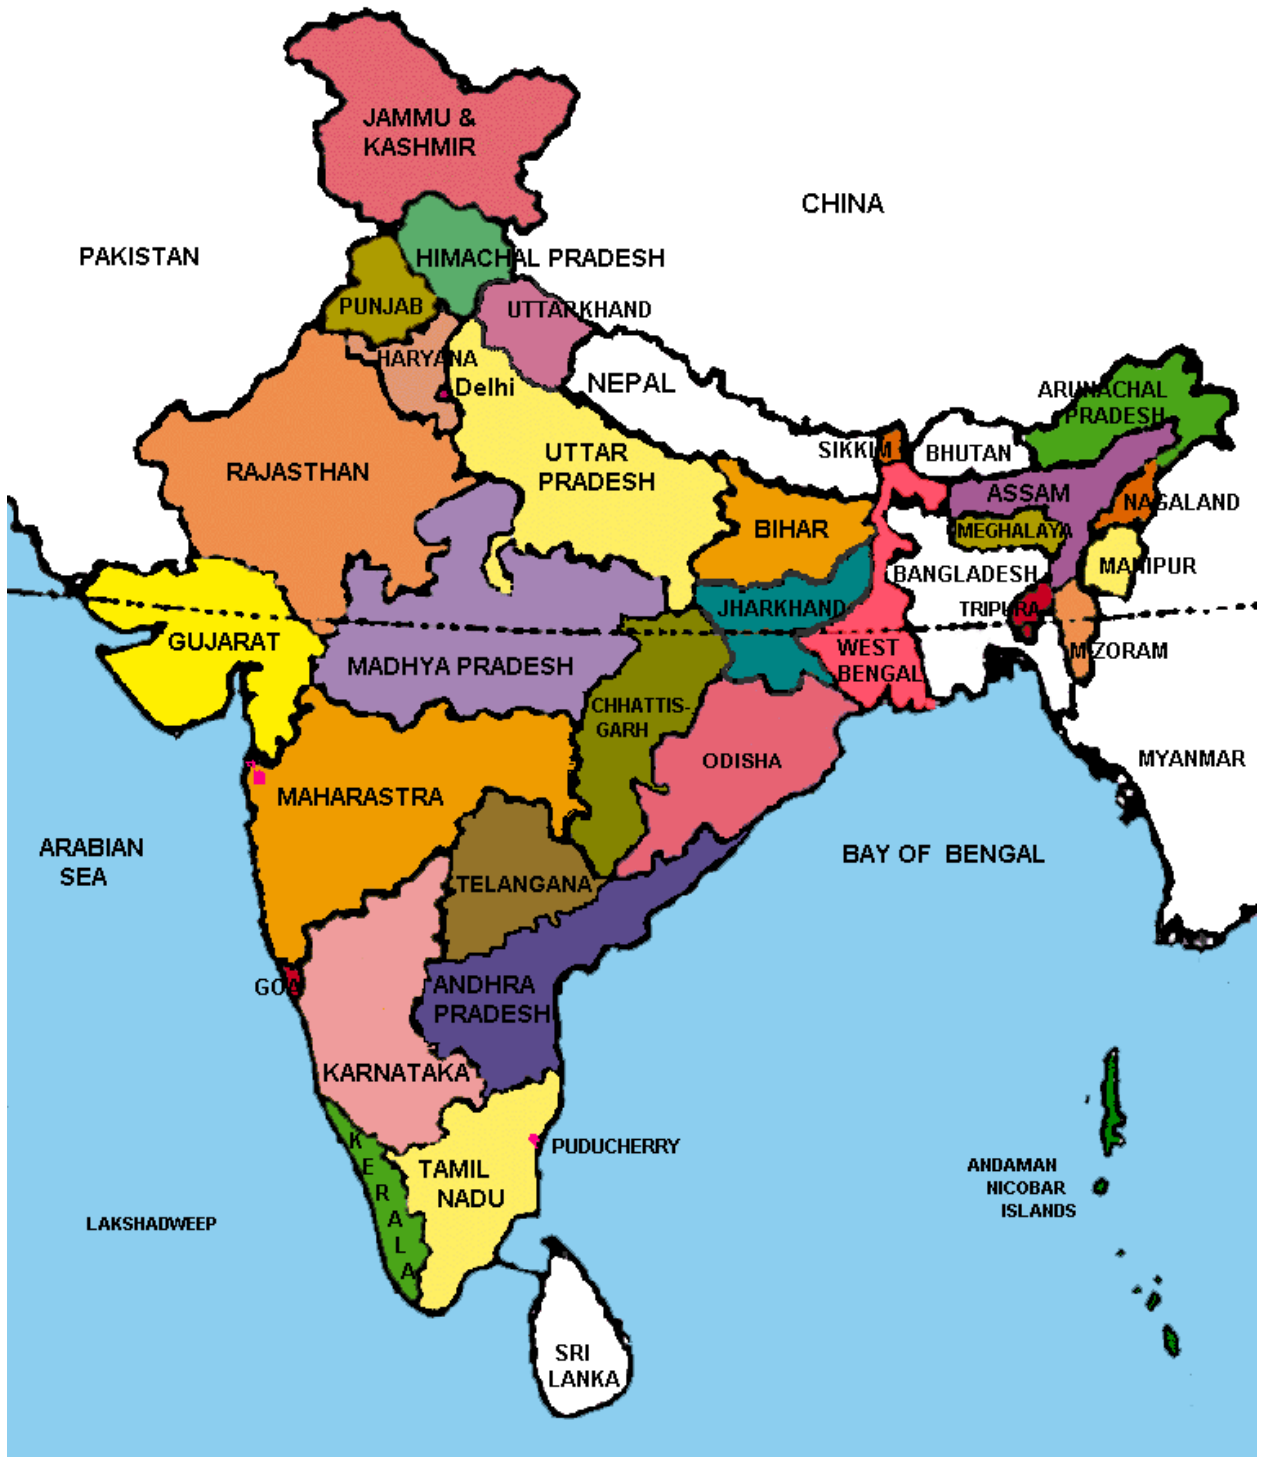 JAMMU &
KASHMIR
CHINA
PAKISTAN
HIMACHAL PRADESH
PUNJAB
UTTARKHAND
HARYANA
Delhi
NEPAL
ARUNACHAL
PRADESH
SIKKIM
BHUTAN
RAJASTHAN
UTTAR
PRADESH
ASSAM
NAGALAND
BIHAR
MEGHALAYA
MANIPUR
BANGLADESH
JHARKHAND
TRIPURA
GUJARAT
MADHYA PRADESH
WEST
BENGAL
MIZORAM
CHHATTIS-
GARH
ODISHA
MYANMAR
MAHARASTRA
ARABIAN
SEA
BAY OF BENGAL
TELANGANA
GOA
ANDHRA
PRADESH
KARNATAKA
KERALA
PUDUCHERRY
TAMIL
NADU
ANDAMAN
NICOBAR
ISLANDS
LAKSHADWEEP
SRI
LANKA